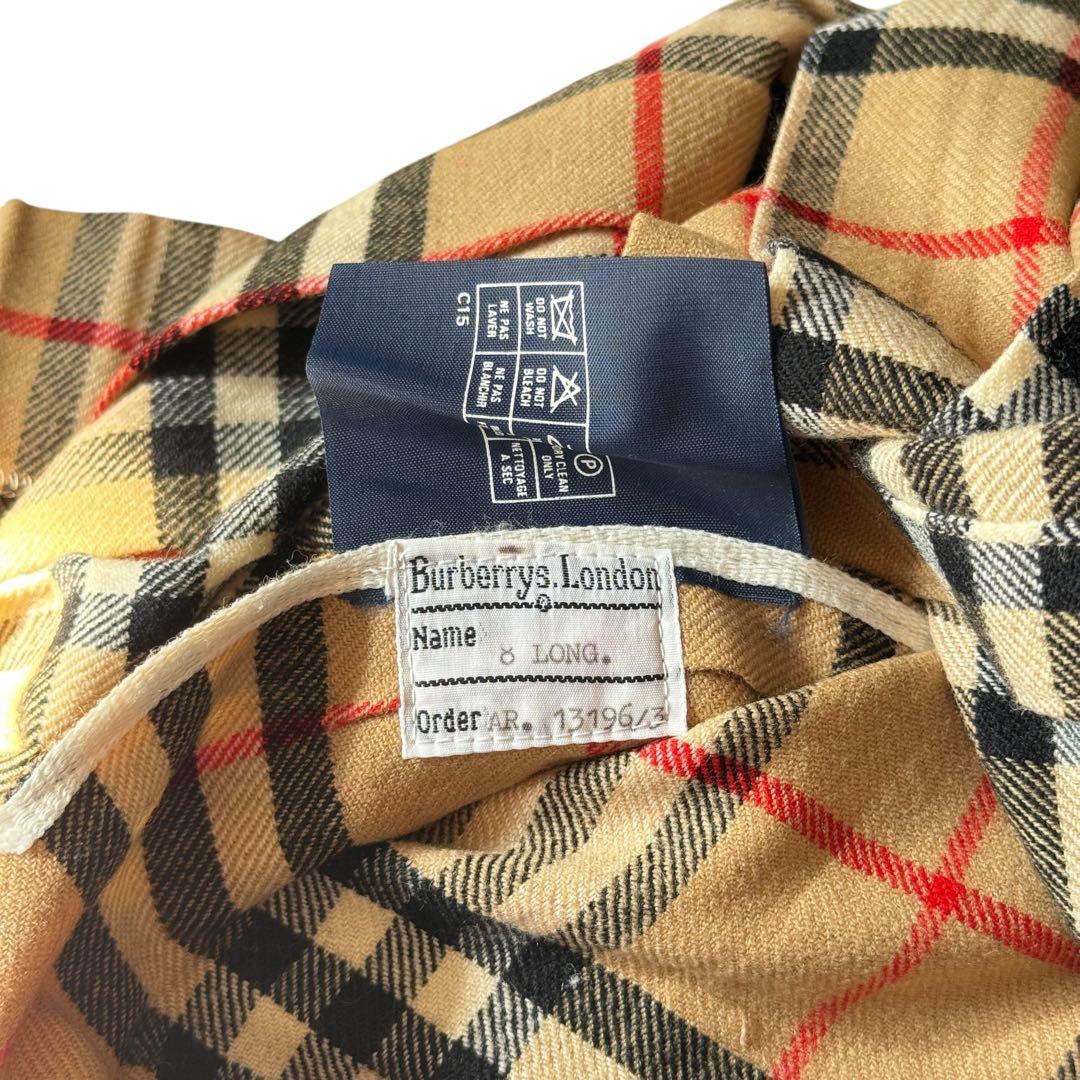 C15
DO NOT
WASH
NE PAS
LAVER
DO NOT
BLEACH
NE PAS
BLANCHIR
P
DRY CLEAN
ONLY
NETTOYAGE
A SEC
Burberrys. London
Name 8 LONG.
Order AR. 13196/3